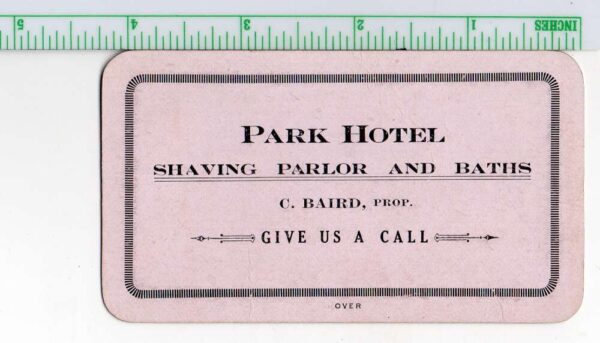 5 4 3 2 1 INCHES
PARK HOTEL
SHAVING PARLOR AND BATHS
C. BAIRD, PROP.
GIVE US A CALL
OVER